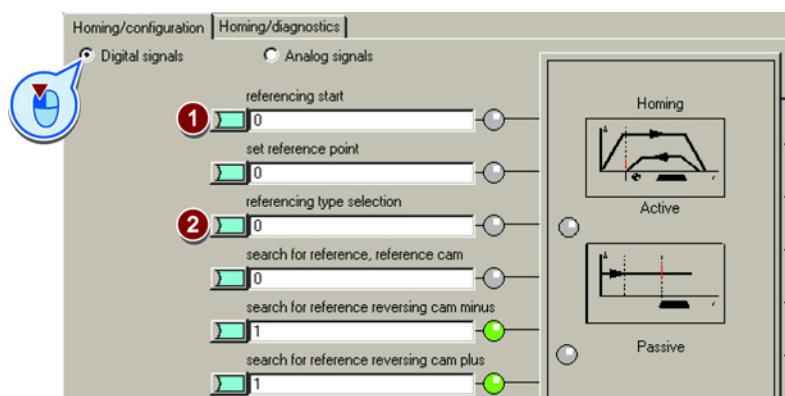 Homing/configuration Homing/diagnostics
Digital signals Analog signals
referencing start
1 0
set reference point
0
referencing type selection
2 0
search for reference, reference cam
0
search for reference reversing cam minus
1
search for reference reversing cam plus
1
Homing
Active
Passive